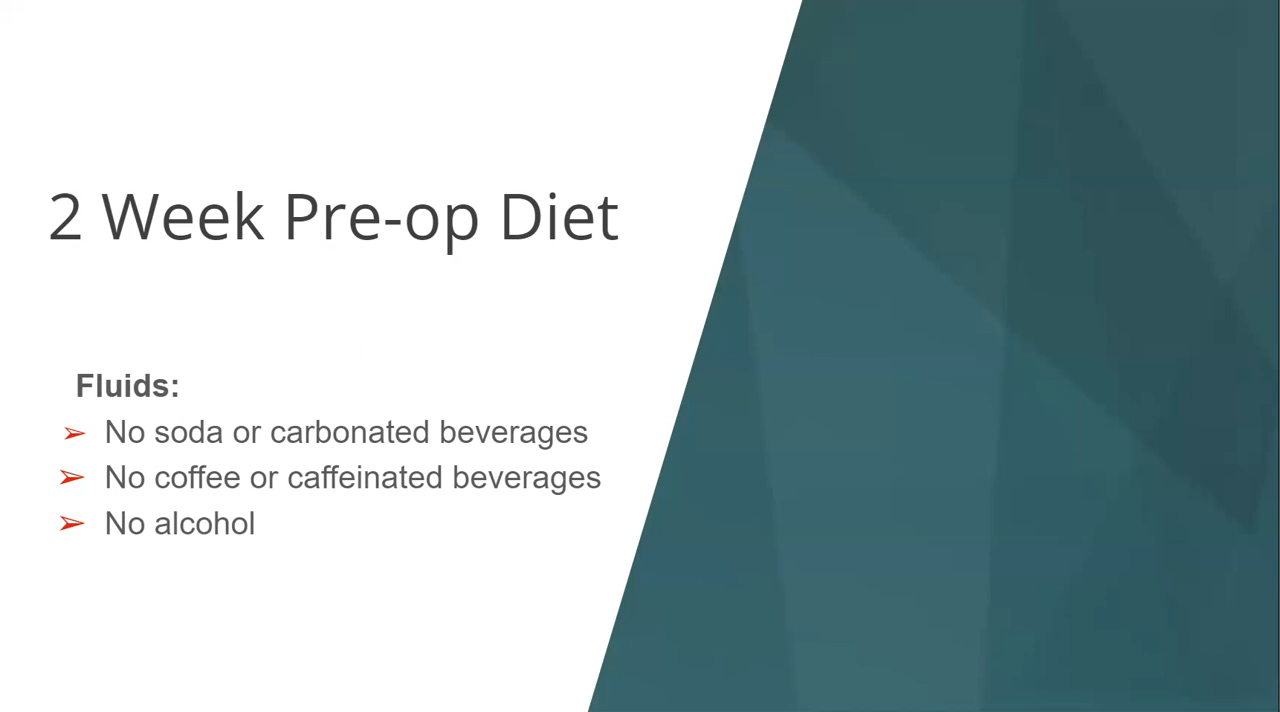 2 Week Pre-op Diet
Fluids:
➢ No soda or carbonated beverages
➢ No coffee or caffeinated beverages
➢ No alcohol